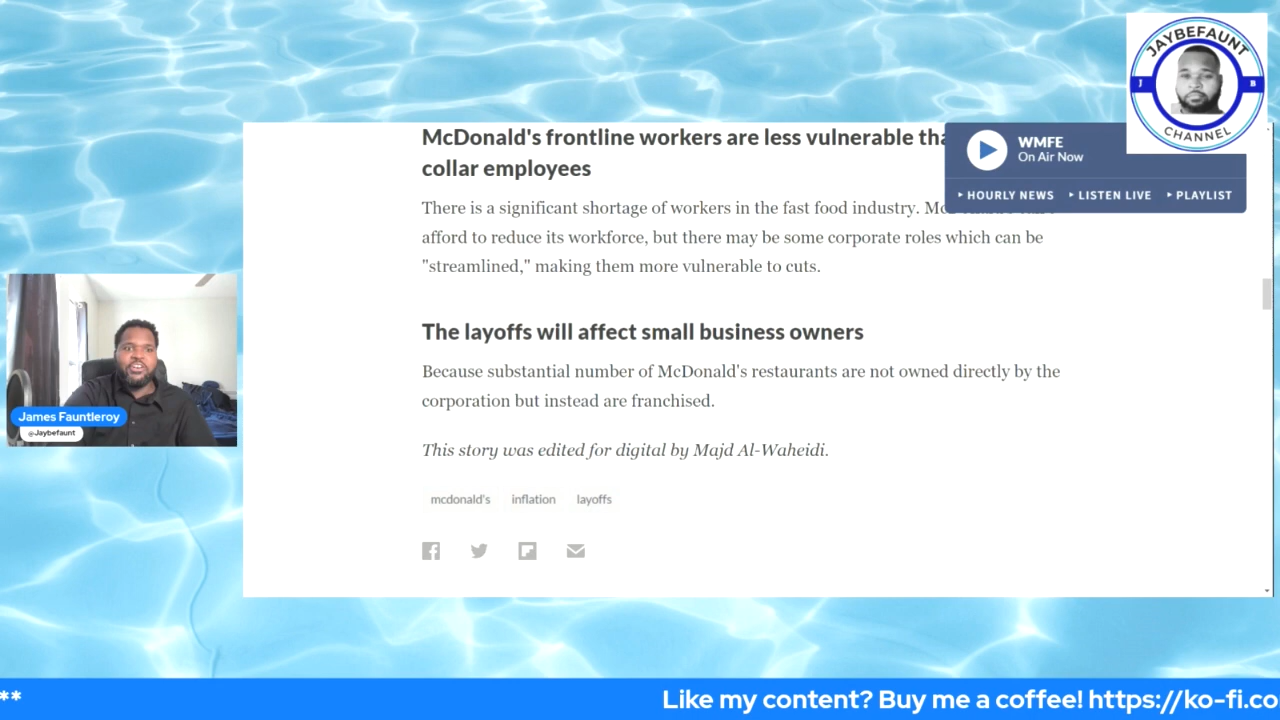 JAYBEFAUNT
J B
CHANNEL
McDonald's frontline workers are less vulnerable
collar employees
WMFE
On Air Now
HOURLY NEWS LISTEN LIVE PLAYLIST
There is a significant shortage of workers in the fast food industry.
afford to reduce its workforce, but there may be some corporate roles which can be
"streamlined," making them more vulnerable to cuts.
The layoffs will affect small business owners
Because substantial number of McDonald's restaurants are not owned directly by the
corporation but instead are franchised.
This story was edited for digital by Majd Al-Waheidi.
mcdonald's inflation layoffs
James Fauntleroy
@Jaybefaunt
** Like my content? Buy me a coffee! https://ko-fi.co